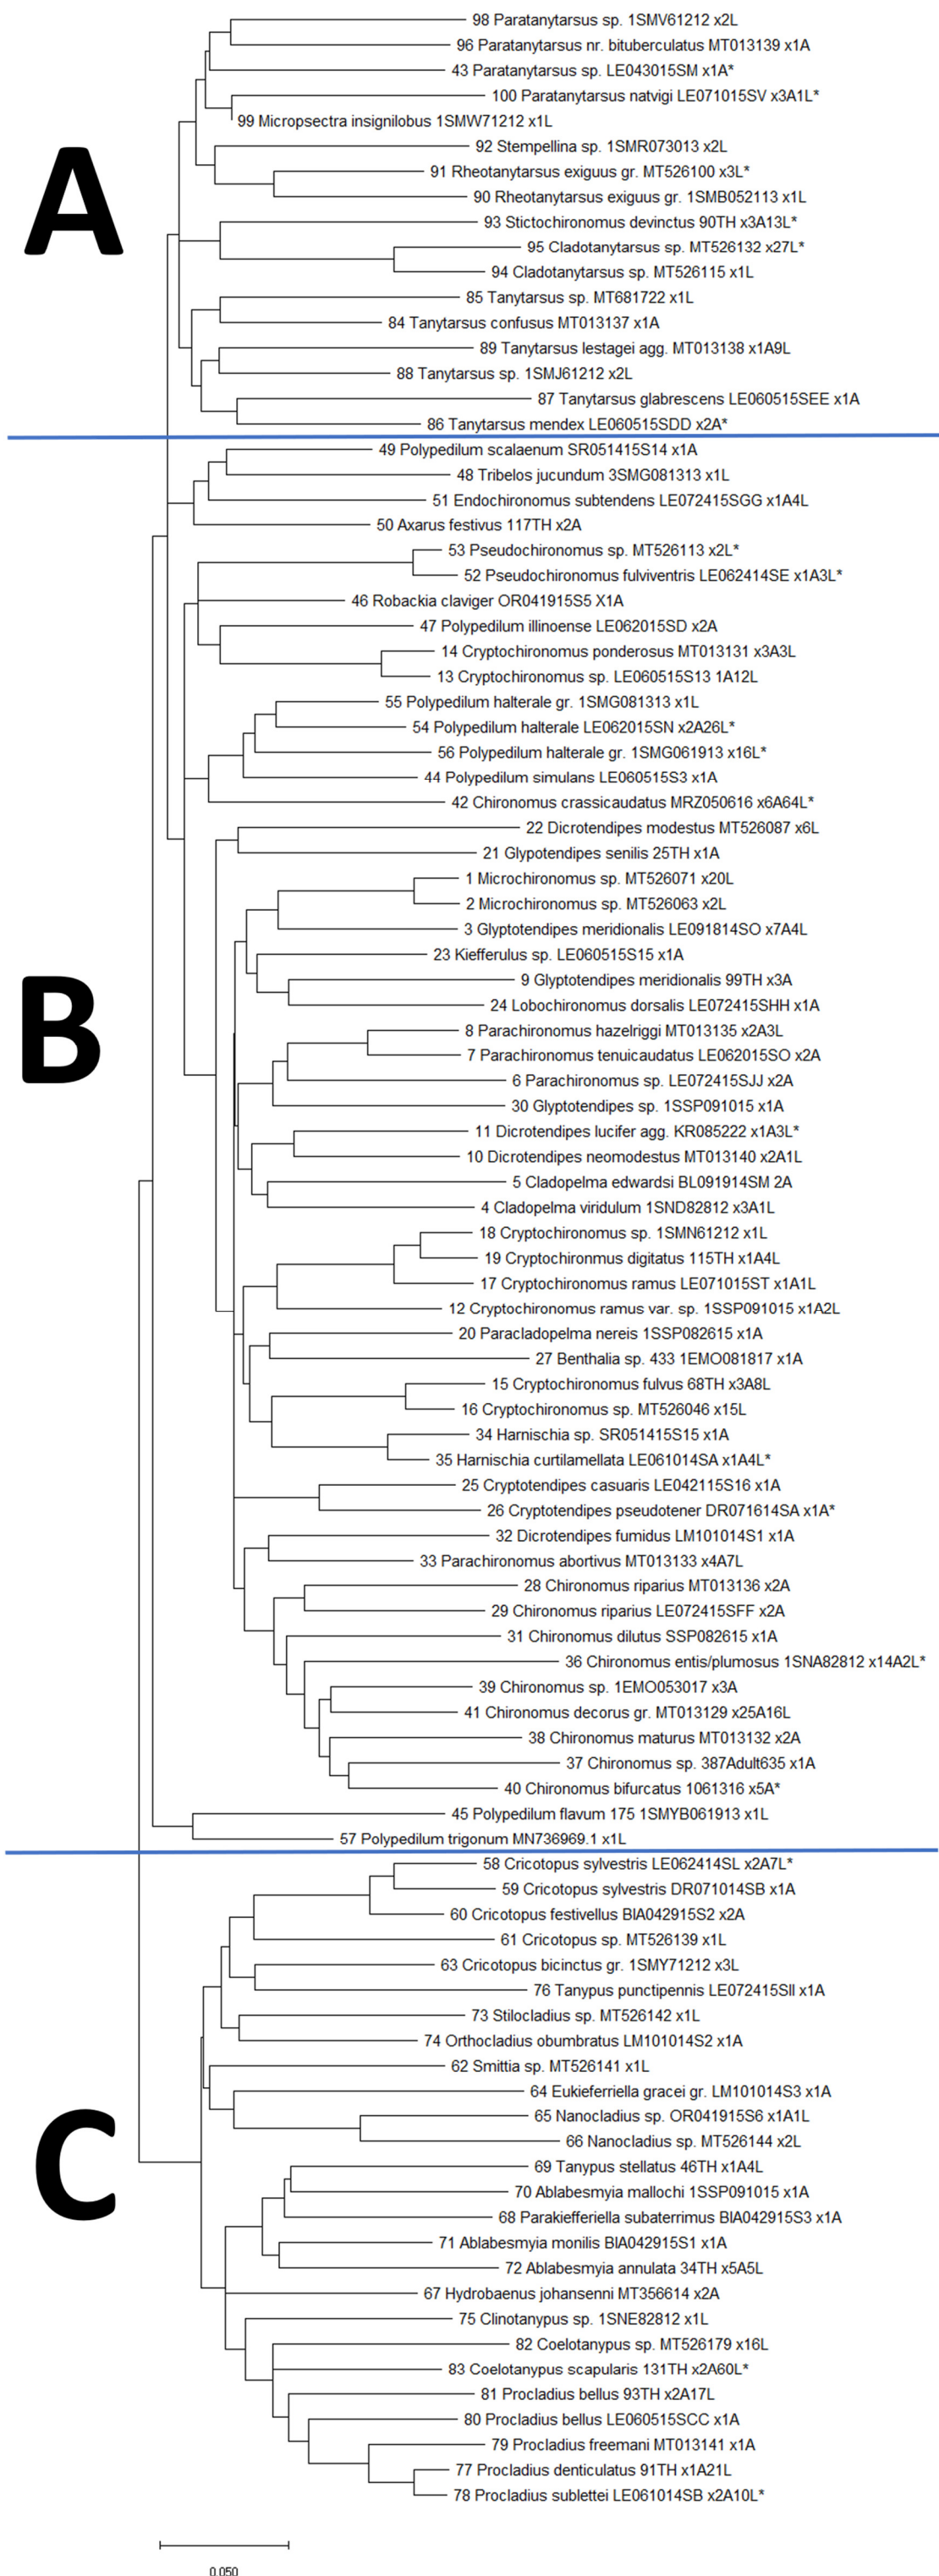 98 Paratanytarsus sp. 1SMV61212 x2L
96 Paratanytarsus nr. bituberculatus MT013139 x1A
43 Paratanytarsus sp. LE043015SM x1A*
100 Paratanytarsus natvigi LE071015SV x3A1L*
99 Micropsectra insignilobus 1SMW71212 x1L
92 Stempellina sp. 1SMR073013 x2L
A
91 Rheotanytarsus exiguus gr. MT526100 x3L*
90 Rheotanytarsus exiguus gr. 1SMB052113 x1L
93 Stictochironomus devinctus 90TH x3A13L*
95 Cladotanytarsus sp. MT526132 x27L*
94 Cladotanytarsus sp. MT526115 x1L
85 Tanytarsus sp. MT681722 x1L
84 Tanytarsus confusus MT013137 x1A
89 Tanytarsus lestagei agg. MT013138 x1A9L
88 Tanytarsus sp. 1SMJ61212 x2L
87 Tanytarsus glabrescens LE060515SEE x1A
86 Tanytarsus mendex LE060515SDD x2A*
49 Polypedilum scalaenum SR051415S14 x1A
48 Tribelos jucundum 3SMG081313 x1L
51 Endochironomus subtendens LE072415SGG x1A4L
50 Axarus festivus 117TH x2A
53 Pseudochironomus sp. MT526113 x2L*
52 Pseudochironomus fulviventris LE062414SE x1A3L*
46 Robackia claviger OR041915S5 X1A
47 Polypedilum illinoense LE062015SD x2A
14 Cryptochironomus ponderosus MT013131 x3A3L
13 Cryptochironomus sp. LE060515S13 1A12L
55 Polypedilum halterale gr. 1SMG081313 x1L
54 Polypedilum halterale LE062015SN x2A26L*
56 Polypedilum halterale gr. 1SMG061913 x16L*
44 Polypedilum simulans LE060515S3 x1A
42 Chironomus crassicaudatus MRZ050616 x6A64L*
22 Dicrotendipes modestus MT526087 x6L
21 Glypotendipes senilis 25TH x1A
1 Microchironomus sp. MT526071 x20L
2 Microchironomus sp. MT526063 x2L
3 Glyptotendipes meridionalis LE091814SO x7A4L
23 Kiefferulus sp. LE060515S15 x1A
9 Glyptotendipes meridionalis 99TH x3A
24 Lobochironomus dorsalis LE072415SHH x1A
B
8 Parachironomus hazelriggi MT013135 x2A3L
7 Parachironomus tenuicaudatus LE062015SO x2A
6 Parachironomus sp. LE072415SJJ x2A
30 Glyptotendipes sp. 1SSP091015 x1A
11 Dicrotendipes lucifer agg. KR085222 x1A3L*
10 Dicrotendipes neomodestus MT013140 x2A1L
5 Cladopelma edwardsi BL091914SM 2A
4 Cladopelma viridulum 1SND82812 x3A1L
18 Cryptochironomus sp. 1SMN61212 x1L
19 Cryptochironmus digitatus 115TH x1A4L
17 Cryptochironomus ramus LE071015ST x1A1L
12 Cryptochironomus ramus var. sp. 1SSP091015 x1A2L
20 Paracladopelma nereis 1SSP082615 x1A
27 Benthalia sp. 433 1EMO081817 x1A
15 Cryptochironomus fulvus 68TH x3A8L
16 Cryptochironomus sp. MT526046 x15L
34 Harnischia sp. SR051415S15 x1A
35 Harnischia curtilamellata LE061014SA x1A4L*
25 Cryptotendipes casuaris LE042115S16 x1A
26 Cryptotendipes pseudotener DR071614SA x1A*
32 Dicrotendipes fumidus LM101014S1 x1A
33 Parachironomus abortivus MT013133 x4A7L
28 Chironomus riparius MT013136 x2A
29 Chironomus riparius LE072415SFF x2A
31 Chironomus dilutus SSP082615 x1A
36 Chironomus entis/plumosus 1SNA82812 x14A2L*
39 Chironomus sp. 1EMO053017 x3A
41 Chironomus decorus gr. MT013129 x25A16L
38 Chironomus maturus MT013132 x2A
37 Chironomus sp. 387Adult635 x1A
40 Chironomus bifurcatus 1061316 x5A*
45 Polypedilum flavum 175 1SMYB061913 x1L
57 Polypedilum trigonum MN736969.1 x1L
58 Cricotopus sylvestris LE062414SL x2A7L*
59 Cricotopus sylvestris DR071014SB x1A
60 Cricotopus festivellus BIA042915S2 x2A
61 Cricotopus sp. MT526139 x1L
63 Cricotopus bicinctus gr. 1SMY71212 x3L
76 Tanypus punctipennis LE072415SII x1A
73 Stilocladius sp. MT526142 x1L
74 Orthocladius obumbratus LM101014S2 x1A
62 Smittia sp. MT526141 x1L
64 Eukieferriella gracei gr. LM101014S3 x1A
65 Nanocladius sp. OR041915S6 x1A1L
66 Nanocladius sp. MT526144 x2L
C
69 Tanypus stellatus 46TH x1A4L
70 Ablabesmyia mallochi 1SSP091015 x1A
68 Parakiefferiella subaterrimus BIA042915S3 x1A
71 Ablabesmyia monilis BIA042915S1 x1A
72 Ablabesmyia annulata 34TH x5A5L
67 Hydrobaenus johansenni MT356614 x2A
75 Clinotanypus sp. 1SNE82812 x1L
82 Coelotanypus sp. MT526179 x16L
83 Coelotanypus scapularis 131TH x2A60L*
81 Procladius bellus 93TH x2A17L
80 Procladius bellus LE060515SCC x1A
79 Procladius freemani MT013141 x1A
77 Procladius denticulatus 91TH x1A21L
78 Procladius sublettei LE061014SB x2A10L*
0.050